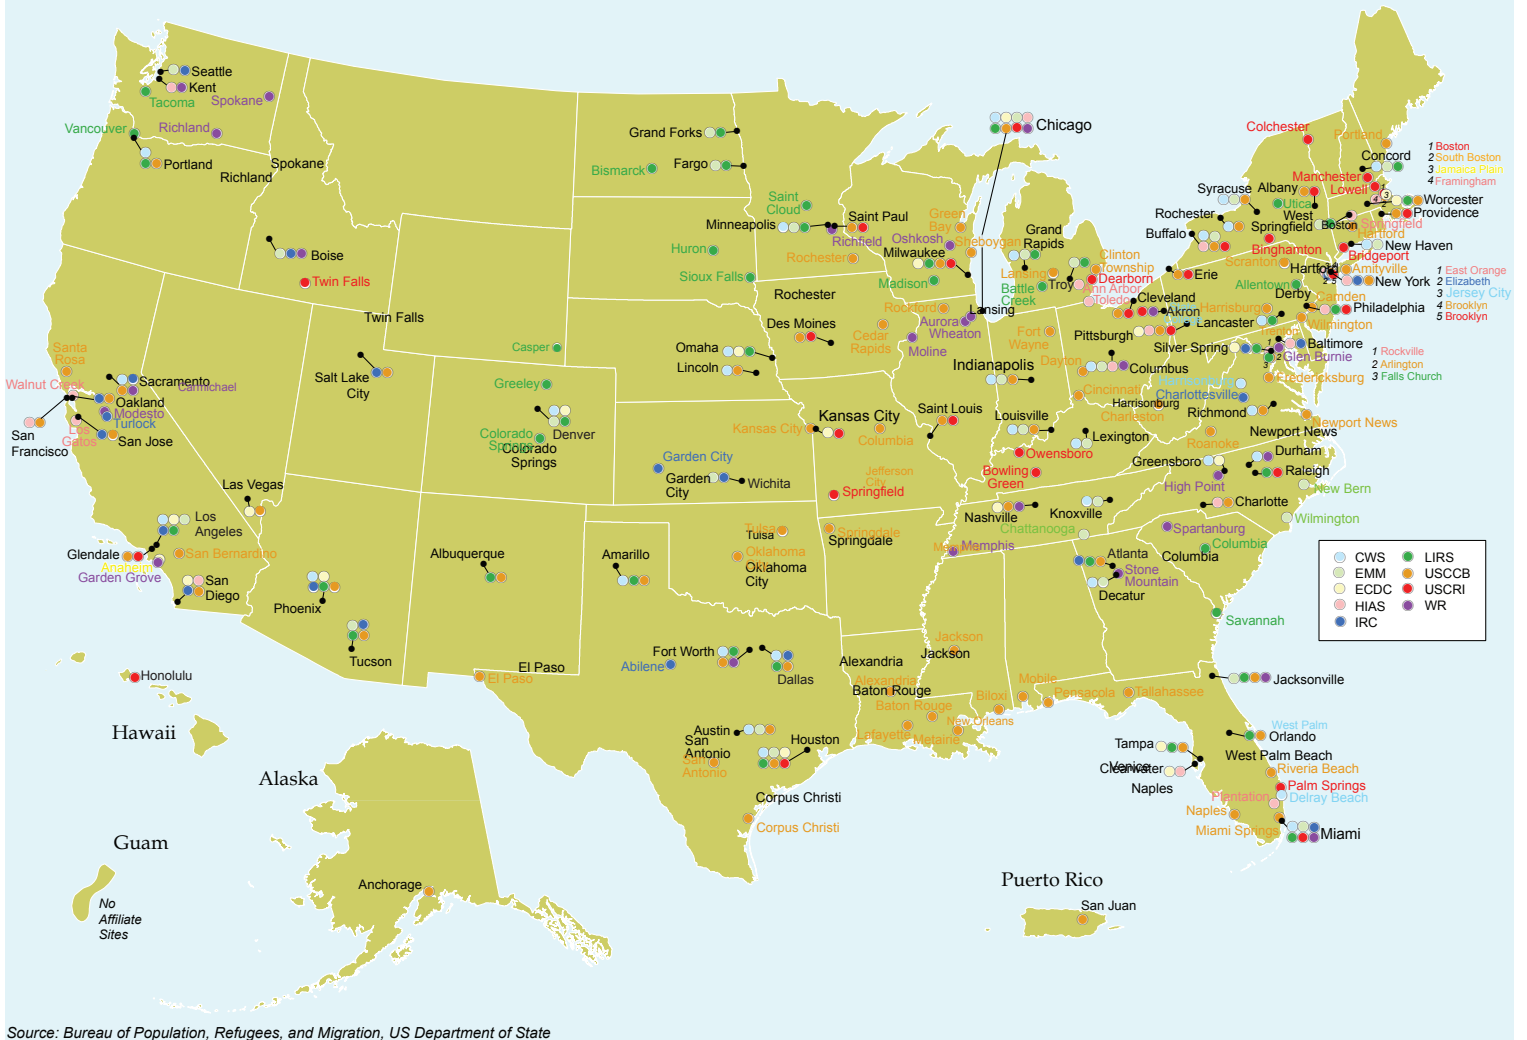 Seattle
Kent
Tacoma
Spokane
Vancouver
Richland
Portland
Spokane
Richland
Boise
Twin Falls
Twin Falls
Grand Forks
Fargo
Bismarck
Saint
Cloud
Minneapolis
Saint Paul
Richfield
Huron
Rochester
Sioux Falls
Rochester
Green
Bay
Oshkosh
Sheboygan
Milwaukee
Madison
Chicago
Grand
Rapids
Lansing
Battle
Creek
Troy
Clinton
Township
Dearborn
Ann Arbor
Toledo
Lansing
Rockford
Aurora
Wheaton
Moline
Cedar
Rapids
Des Moines
Omaha
Lincoln
Casper
Greeley
Denver
Colorado
Springs
Colorado
Springs
Salt Lake
City
Santa
Rosa
Walnut Creek
Sacramento
Carmichael
Oakland
Modesto
Turlock
San
Francisco
Los
Gatos
San Jose
Las Vegas
Los
Angeles
Glendale
San Bernardino
Anaheim
Garden Grove
San
Diego
Phoenix
Tucson
Albuquerque
El Paso
El Paso
Amarillo
Garden City
Garden
City
Wichita
Kansas City
Kansas City
Columbia
Jefferson
City
Springfield
Saint Louis
Tulsa
Tulsa
Oklahoma
City
Oklahoma
City
Springdale
Springdale
Fort Worth
Abilene
Dallas
Austin
San
Antonio
San
Antonio
Houston
Corpus Christi
Corpus Christi
Alexandria
Alexandria
Baton Rouge
Baton Rouge
Lafayette
Metairie
New Orleans
Jackson
Jackson
Biloxi
Mobile
Pensacola
Tallahassee
Memphis
Memphis
Nashville
Chattanooga
Knoxville
Bowling
Green
Owensboro
Louisville
Lexington
Indianapolis
Fort
Wayne
Dayton
Cincinnati
Columbus
Cleveland
Akron
Pittsburgh
Erie
Charleston
Harrisonburg
Harrisonburg
Charlottesville
Richmond
Roanoke
Newport News
Newport News
Fredericksburg
Silver Spring
Glen Burnie
Baltimore
1 Rockville
2 Arlington
3 Falls Church
Lancaster
Harrisburg
Allentown
Scranton
Trenton
Camden
Philadelphia
Wilmington
Derby
Hartford
Hartford
Amityville
New York
1 East Orange
2 Elizabeth
3 Jersey City
4 Brooklyn
5 Brooklyn
Buffalo
Rochester
Syracuse
Albany
Utica
Binghamton
Colchester
Portland
Concord
Manchester
Lowell
1 Boston
2 South Boston
3 Jamaica Plain
4 Framingham
Worcester
Providence
West
Springfield
Boston
Springfield
New Haven
Bridgeport
Greensboro
High Point
Durham
Raleigh
New Bern
Wilmington
Charlotte
Spartanburg
Columbia
Columbia
Atlanta
Stone
Mountain
Decatur
Savannah
Jacksonville
West Palm
Orlando
West Palm Beach
Tampa
Venice
Clearwater
Naples
Riveria Beach
Palm Springs
Delray Beach
Plantation
Naples
Miami Springs
Miami
CWS
EMM
ECDC
HIAS
IRC
LIRS
USCCB
USCRI
WR
Honolulu
Hawaii
Alaska
Anchorage
Guam
No
Affiliate
Sites
Puerto Rico
San Juan
Source: Bureau of Population, Refugees, and Migration, US Department of State